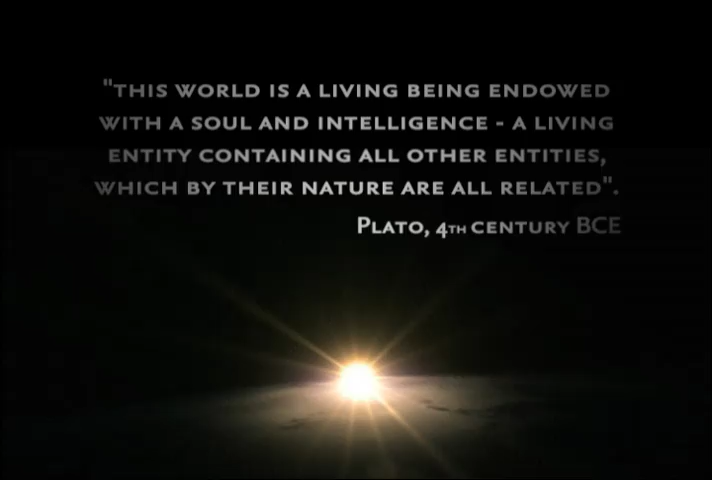 "THIS WORLD IS A LIVING BEING ENDOWED
WITH A SOUL AND INTELLIGENCE - A LIVING
ENTITY CONTAINING ALL OTHER ENTITIES,
WHICH BY THEIR NATURE ARE ALL RELATED".
PLATO, 4TH CENTURY BCE